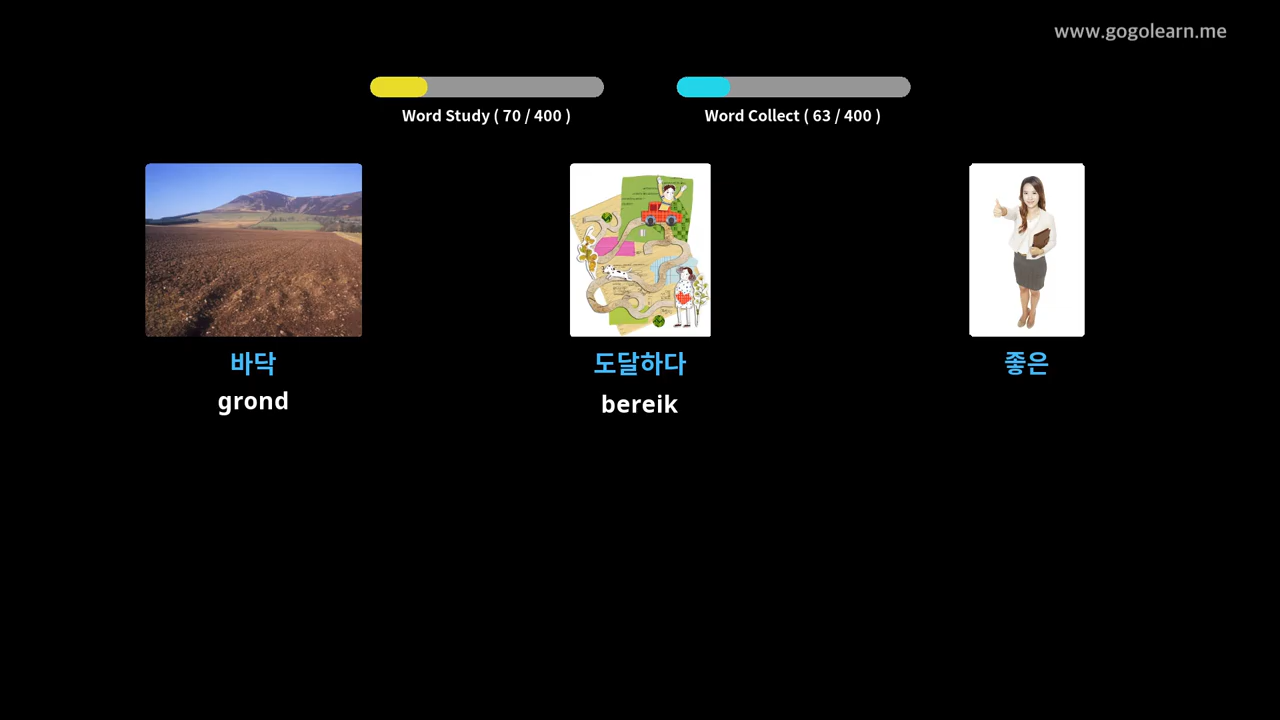 www.gogolearn.me
Word Study ( 70 / 400 )
Word Collect ( 63 / 400 )
바닥
grond
도달하다
bereik
좋은